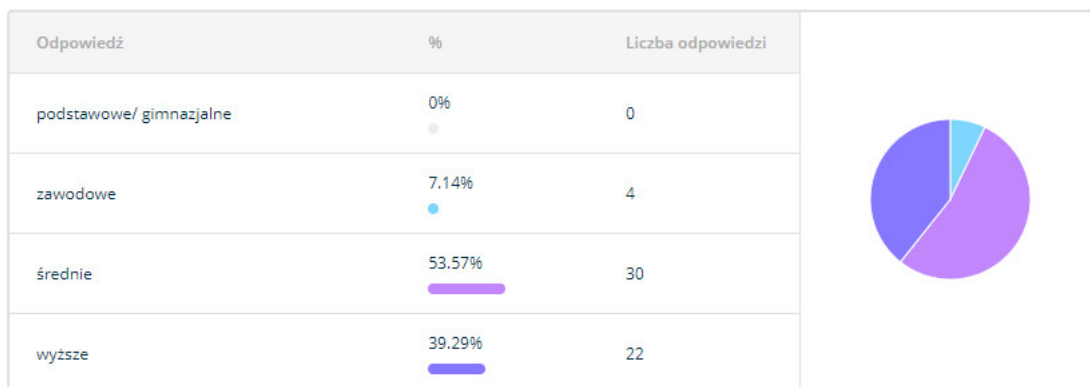 Odpowiedź % Liczba odpowiedzi
podstawowe/ gimnazjalne 0% 0
zawodowe 7.14% 4
średnie 53.57% 30
wyższe 39.29% 22